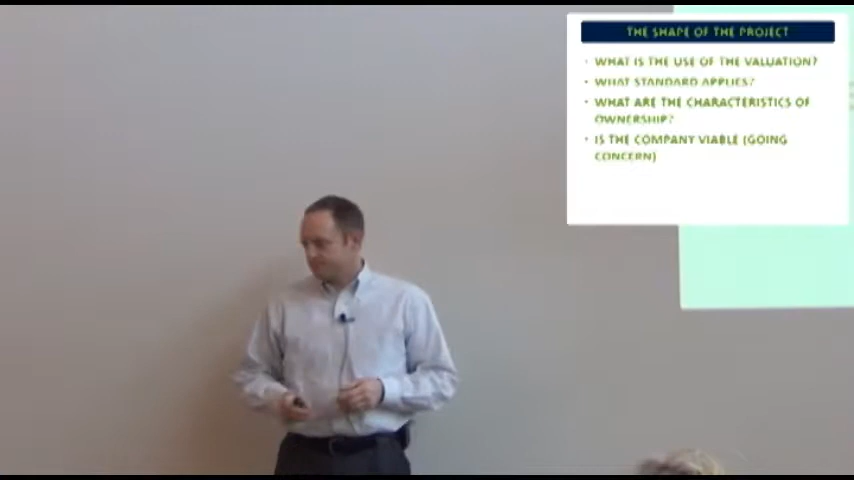 THE SHAPE OF THE PROJECT
· WHAT IS THE USE OF THE VALUATION?
· WHAT STANDARD APPLIES?
· WHAT ARE THE CHARACTERISTICS OF
OWNERSHIP?
· IS THE COMPANY VIABLE (GOING
CONCERN)